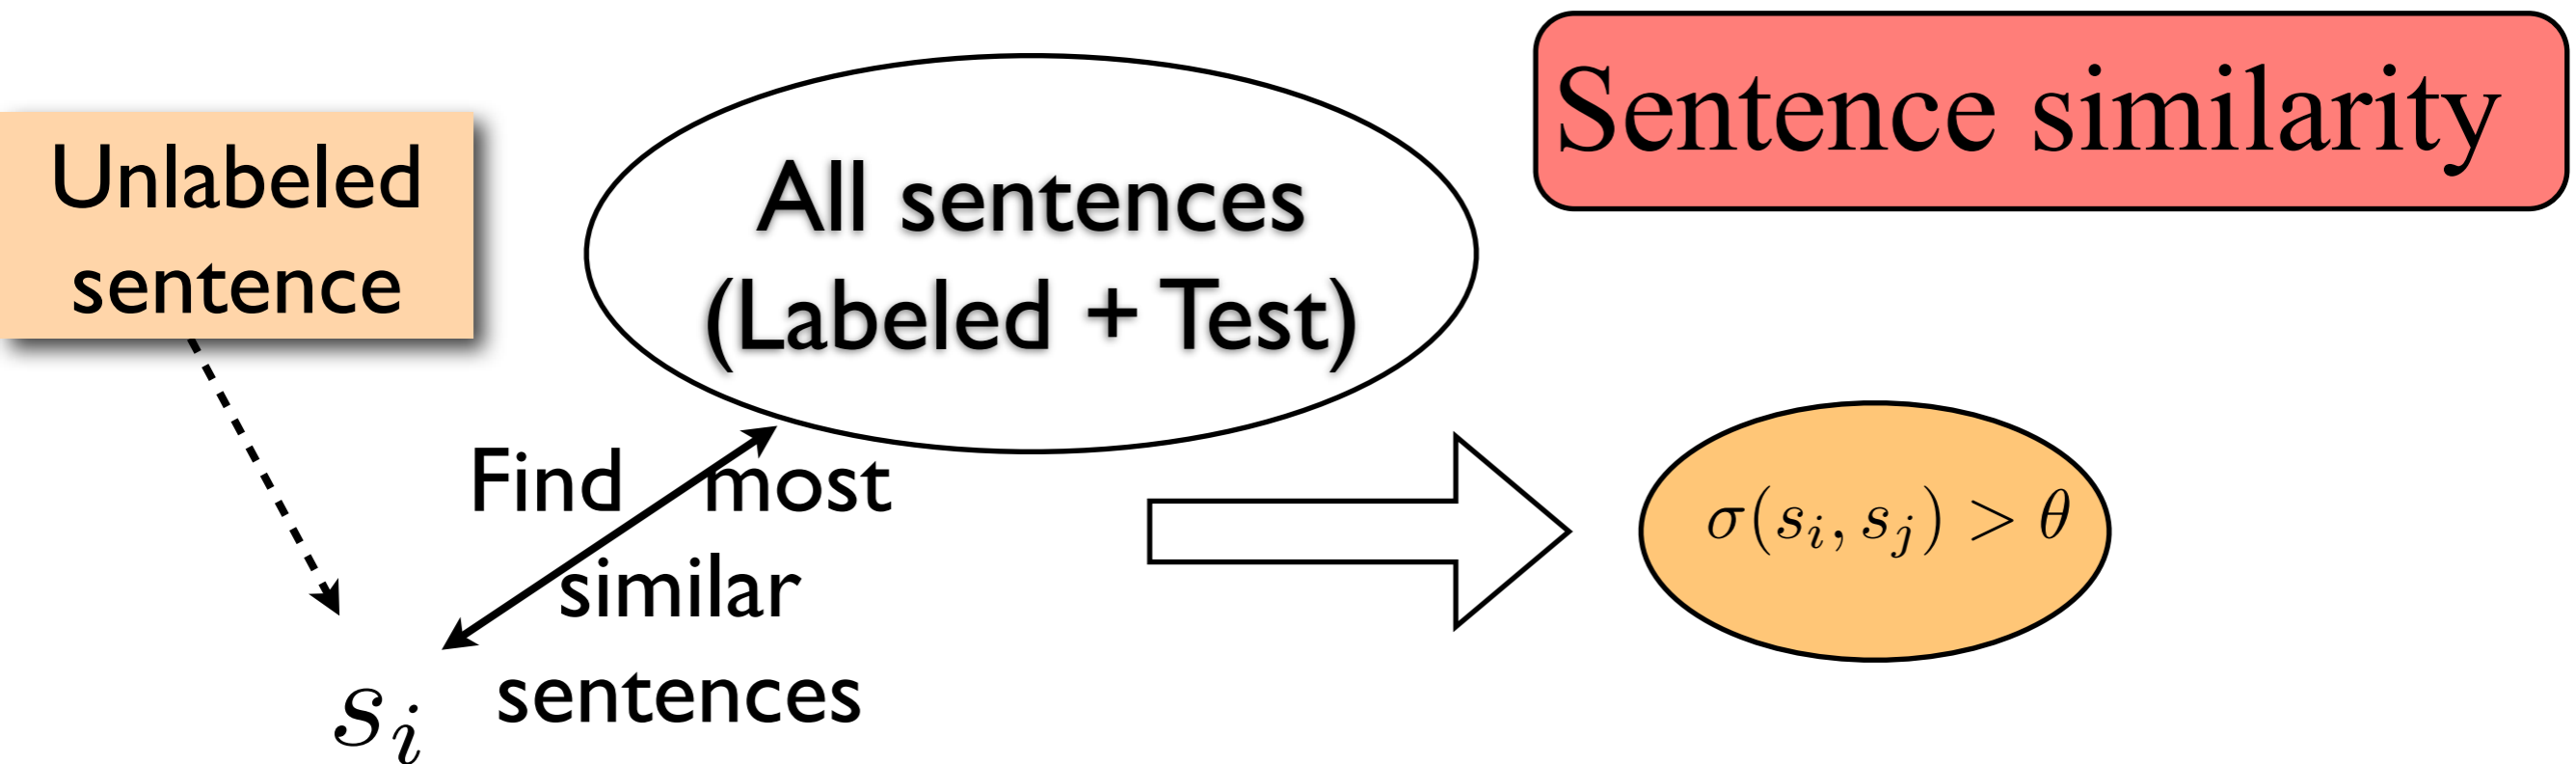 Sentence similarity
Unlabeled
sentence
All sentences
(Labeled + Test)
Find most
similar
sentences
s_i
σ(s_i, s_j) > θ